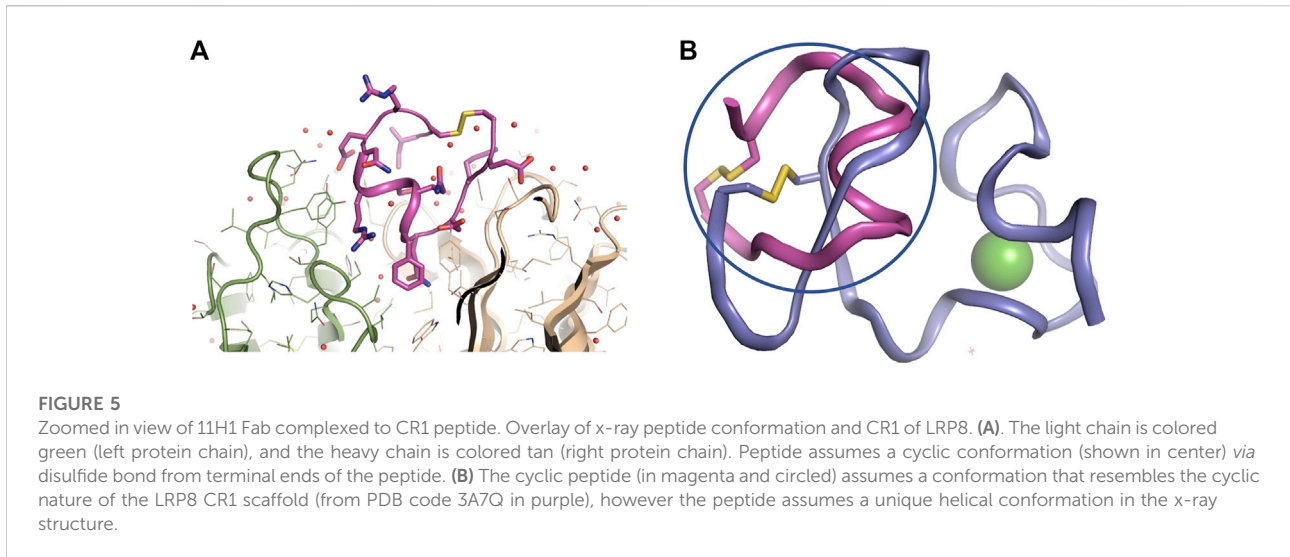 A
B
FIGURE 5
Zoomed in view of 11H1 Fab complexed to CR1 peptide. Overlay of x-ray peptide conformation and CR1 of LRP8. (A). The light chain is colored
green (left protein chain), and the heavy chain is colored tan (right protein chain). Peptide assumes a cyclic conformation (shown in center) via
disulfide bond from terminal ends of the peptide. (B) The cyclic peptide (in magenta and circled) assumes a conformation that resembles the cyclic
nature of the LRP8 CR1 scaffold (from PDB code 3A7Q in purple), however the peptide assumes a unique helical conformation in the x-ray
structure.